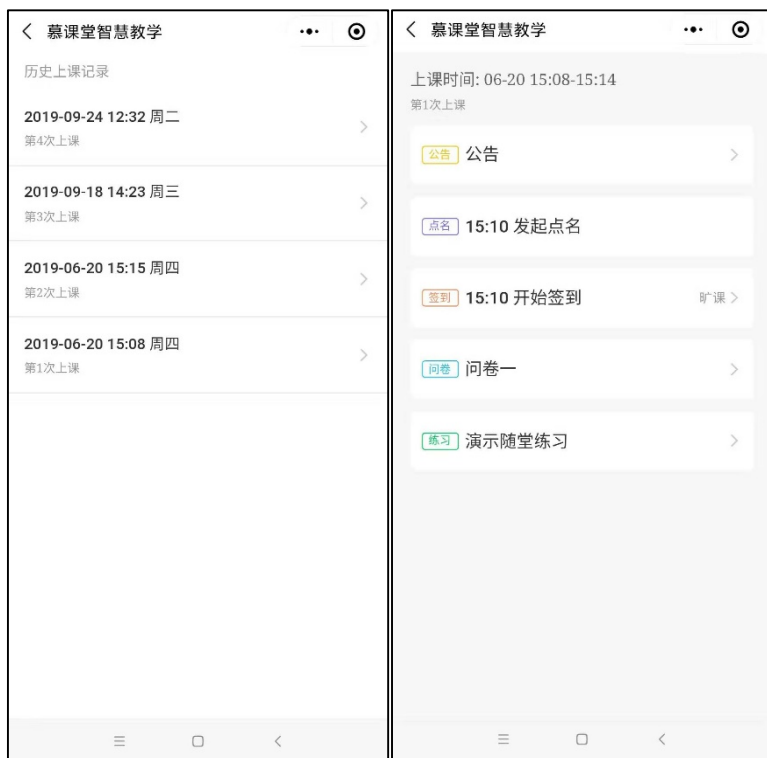 慕课堂智慧教学
历史上课记录
2019-09-24 12:32 周二
第4次上课
2019-09-18 14:23 周三
第3次上课
2019-06-20 15:15 周四
第2次上课
2019-06-20 15:08 周四
第1次上课
慕课堂智慧教学
上课时间: 06-20 15:08-15:14
第1次上课
公告 公告
点名 15:10 发起点名
签到 15:10 开始签到 旷课
问卷 问卷一
练习 演示随堂练习